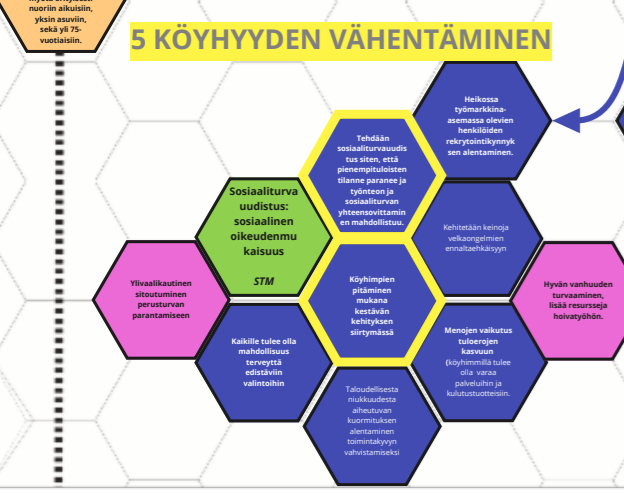 nuoriin aikuisiin,
yksin asuviin,
sekä yli 75-
vuotiaisiin.
5 KÖYHYYDEN VÄHENTÄMINEN
Heikossa
työmarkkina-
asemassa olevien
henkilöiden
rekrytointikynnyk
sen alentaminen.
Tehdään
sosiaaliturvauudis
tus siten, että
pienempituloisten
tilanne paranee ja
työnteon ja
sosiaaliturvan
yhteensovittamin
en mahdollistuu.
Sosiaaliturva
uudistus:
sosiaalinen
oikeudenmu
kaisuus
STM
Kehitetään keinoja
velkaongelmien
ennaltaehkäisyyn
Ylivaalikautinen
sitoutuminen
perusturvan
parantamiseen
Köyhimpien
pitäminen
mukana
kestävän
kehityksen
siirtymässä
Hyvän vanhuuden
turvaaminen,
lisää resursseja
hoivatyöhön.
Kaikille tulee olla
mahdollisuus
terveyttä
edistäviin
valintoihin
Menojen vaikutus
tuloerojen
kasvuun
(köyhimmillä tulee
olla varaa
palveluihin ja
kulutustuotteisiin.
Taloudellisesta
niukkuudesta
aiheutuvan
kuormituksen
alentaminen
toimintakyvyn
vahvistamiseksi